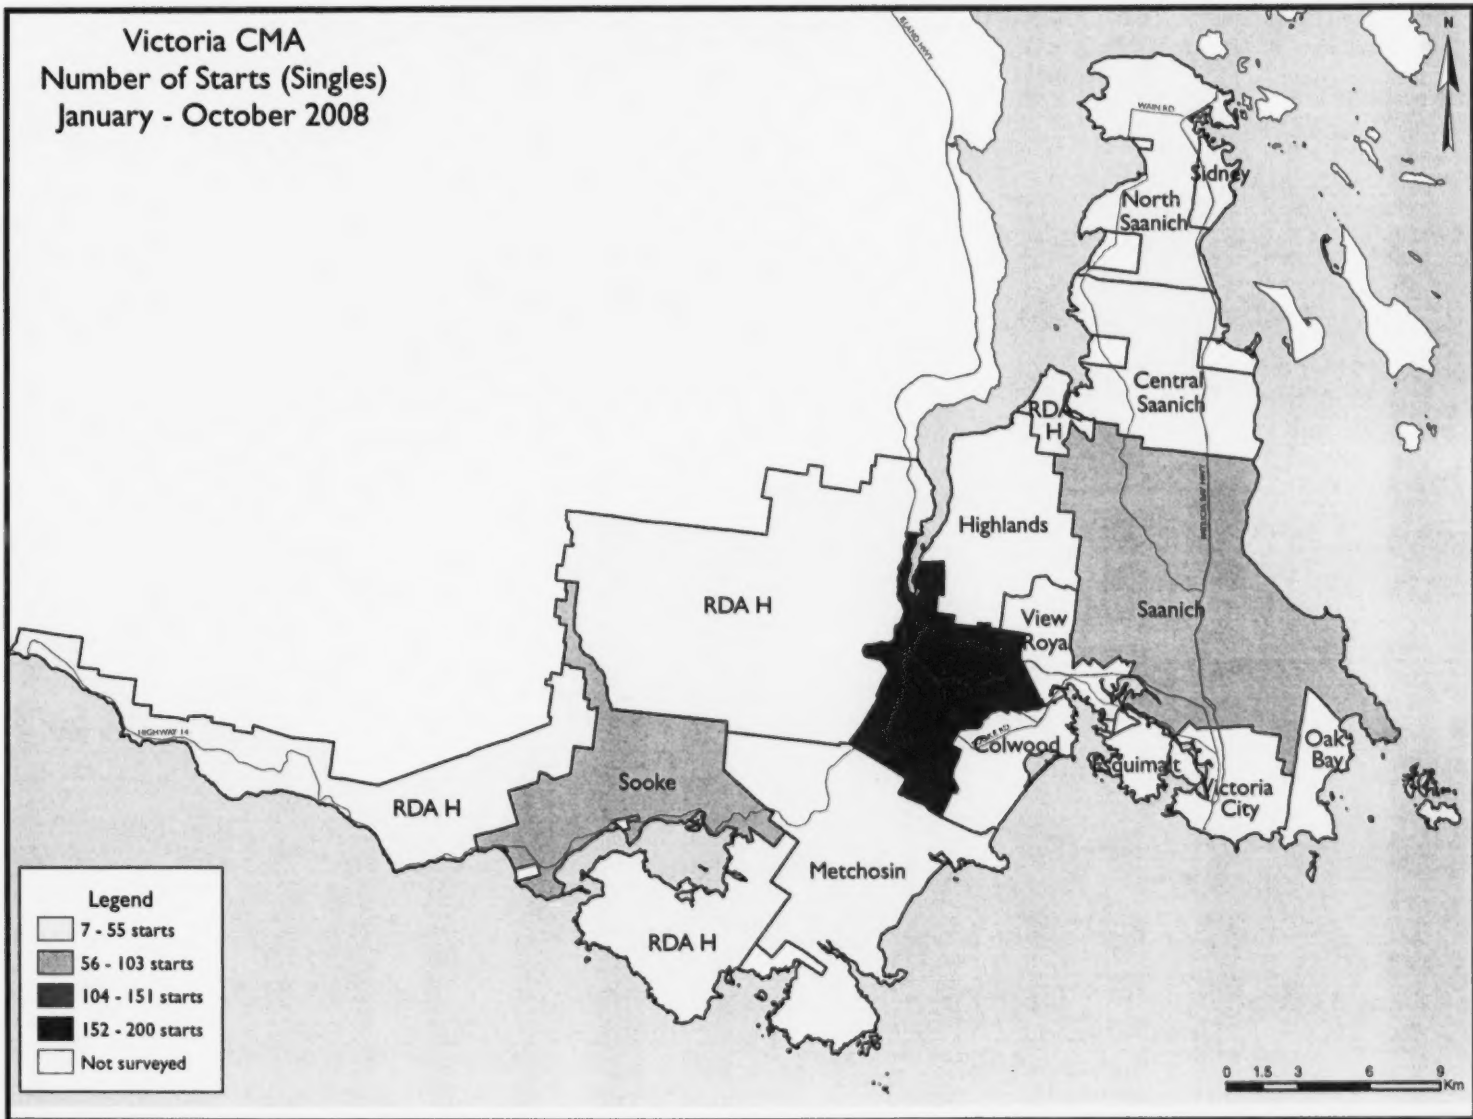 Victoria CMA
Number of Starts (Singles)
January - October 2008
N
WAIN RD
Sidney
North
Saanich
Central
Saanich
RDA
H
Highlands
RDA H
View
Royal
Saanich
HIGHWAY 14
Colwood
Oak
Bay
Esquimalt
Victoria
City
Sooke
RDA H
Metchosin
RDA H
Legend
7 - 55 starts
56 - 103 starts
104 - 151 starts
152 - 200 starts
Not surveyed
0 1.5 3 6 9
Km